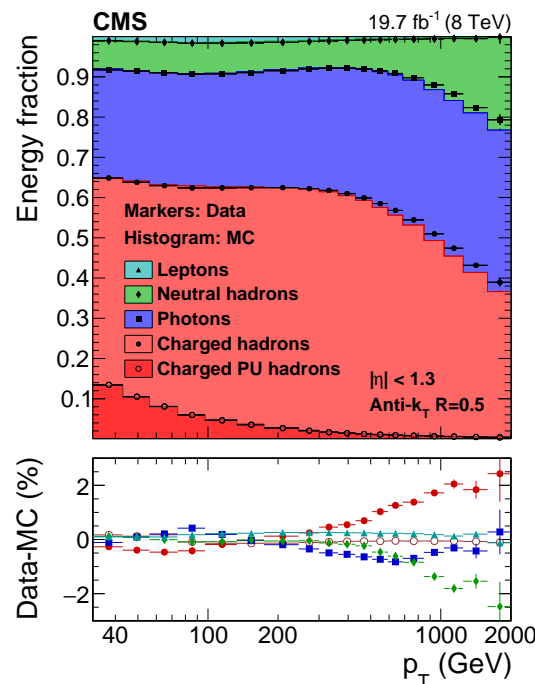 CMS 19.7 fb⁻¹ (8 TeV)
Energy fraction
0.9
0.8
0.7
0.6
0.5
0.4
0.3
0.2
0.1
Markers: Data
Histogram: MC
Leptons
Neutral hadrons
Photons
Charged hadrons
Charged PU hadrons
|η| < 1.3
Anti-k_T R=0.5
Data-MC (%)
2
0
−2
40 100 200 1000 2000
p_T (GeV)